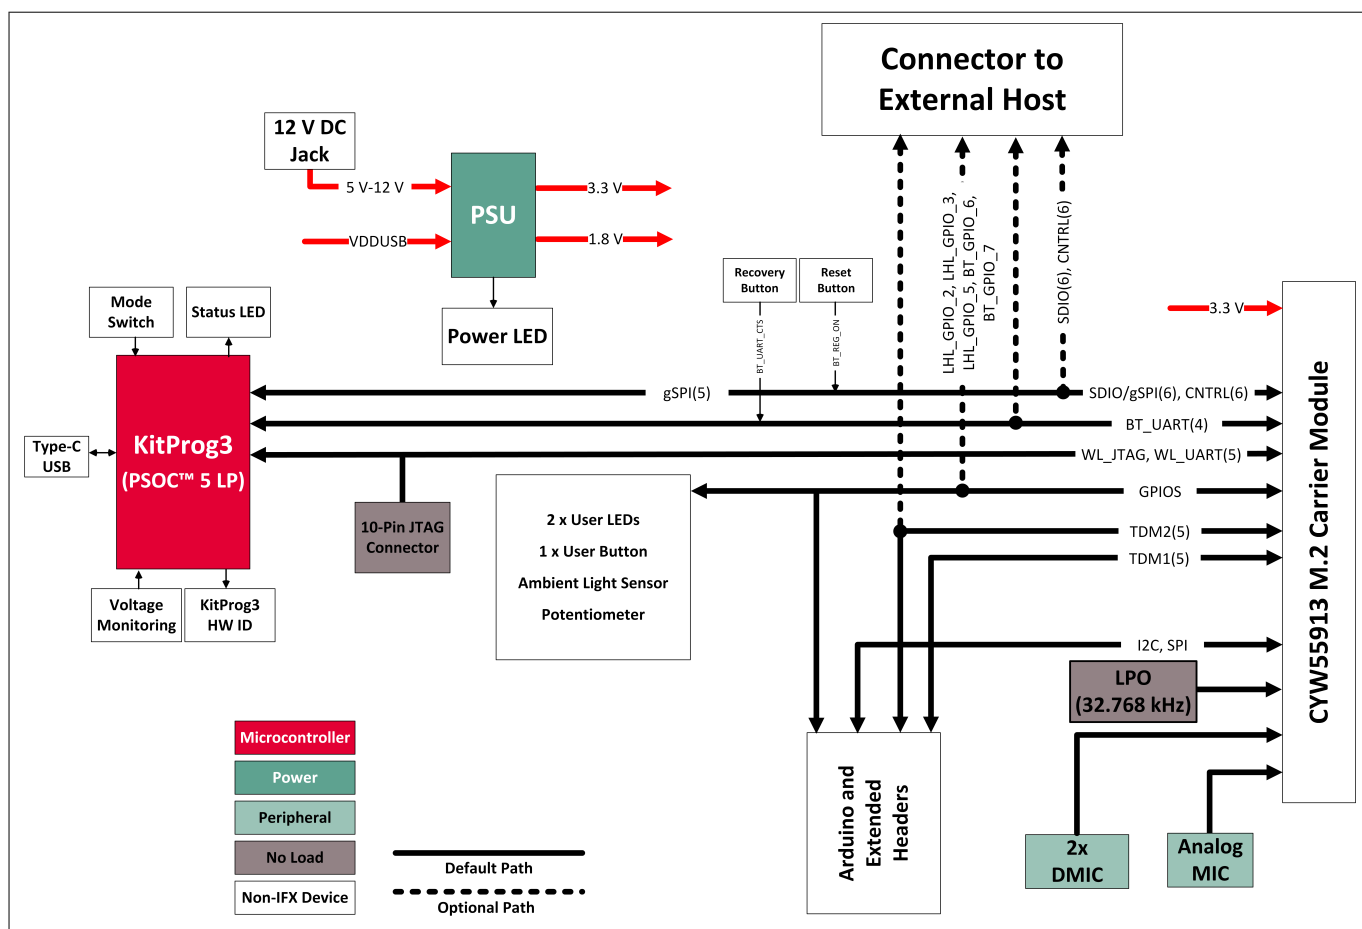 Connector to
External Host
12 V DC
Jack
5 V-12 V
VDDUSB
PSU
3.3 V
1.8 V
Power LED
Recovery
Button
Reset
Button
BT_UART_CTS
BT_REG_ON
LHL_GPIO_2, LHL_GPIO_3,
LHL_GPIO_5, BT_GPIO_6,
BT_GPIO_7
SDIO(6), CNTRL(6)
3.3 V
Mode
Switch
Status LED
KitProg3
(PSOC™ 5 LP)
Type-C
USB
Voltage
Monitoring
KitProg3
HW ID
gSPI(5)
SDIO/gSPI(6), CNTRL(6)
BT_UART(4)
WL_JTAG, WL_UART(5)
GPIOS
TDM2(5)
TDM1(5)
I2C, SPI
10-Pin JTAG
Connector
2 x User LEDs
1 x User Button
Ambient Light Sensor
Potentiometer
LPO
(32.768 kHz)
CYW55913 M.2 Carrier Module
Arduino and
Extended
Headers
2x
DMIC
Analog
MIC
Microcontroller
Power
Peripheral
No Load
Non-IFX Device
Default Path
Optional Path